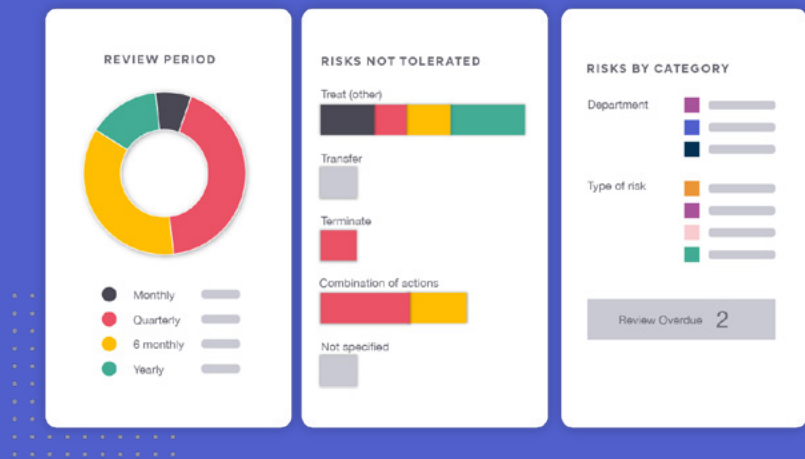 REVIEW PERIOD
Monthly
Quarterly
6 monthly
Yearly
RISKS NOT TOLERATED
Treat (other)
Transfer
Terminate
Combination of actions
Not specified
RISKS BY CATEGORY
Department
Type of risk
Review Overdue 2